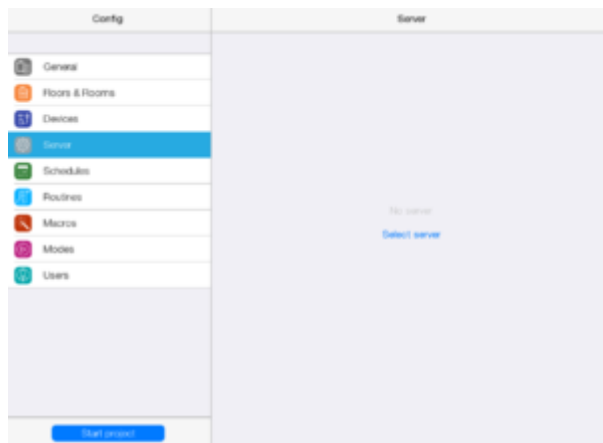 Config
Server
General
Floors & Rooms
Devices
Server
Schedules
Routines
Macros
Modes
Users
No server
Select server
Start project